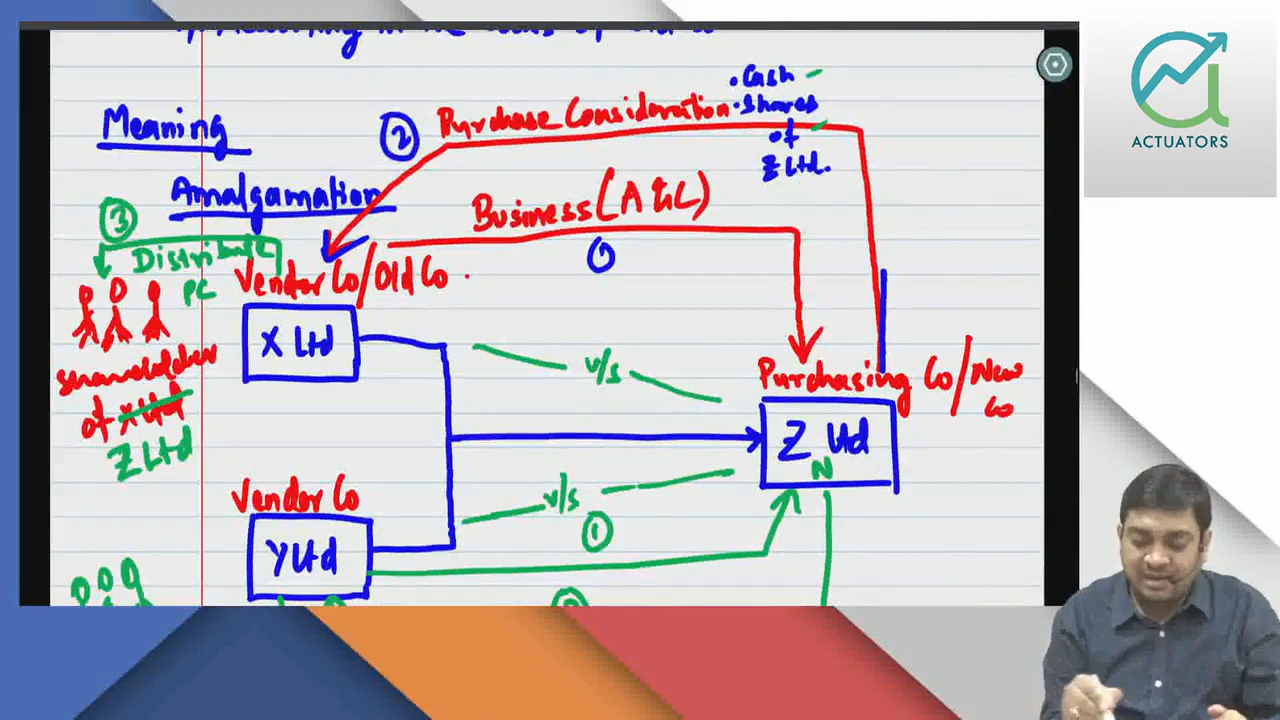 Meaning
Amalgamation
② Purchase Consideration
• Cash
• Shares
of
Z Ltd.
Business (A & L)
①
③
Distribute
PC
Vendor Co/Old Co
X Ltd
v/s
Purchasing Co/New
Co
Z Ltd
N
shareholder
of X Ltd
Z Ltd
Vendor Co
Y Ltd
v/s
①
ACTUATORS